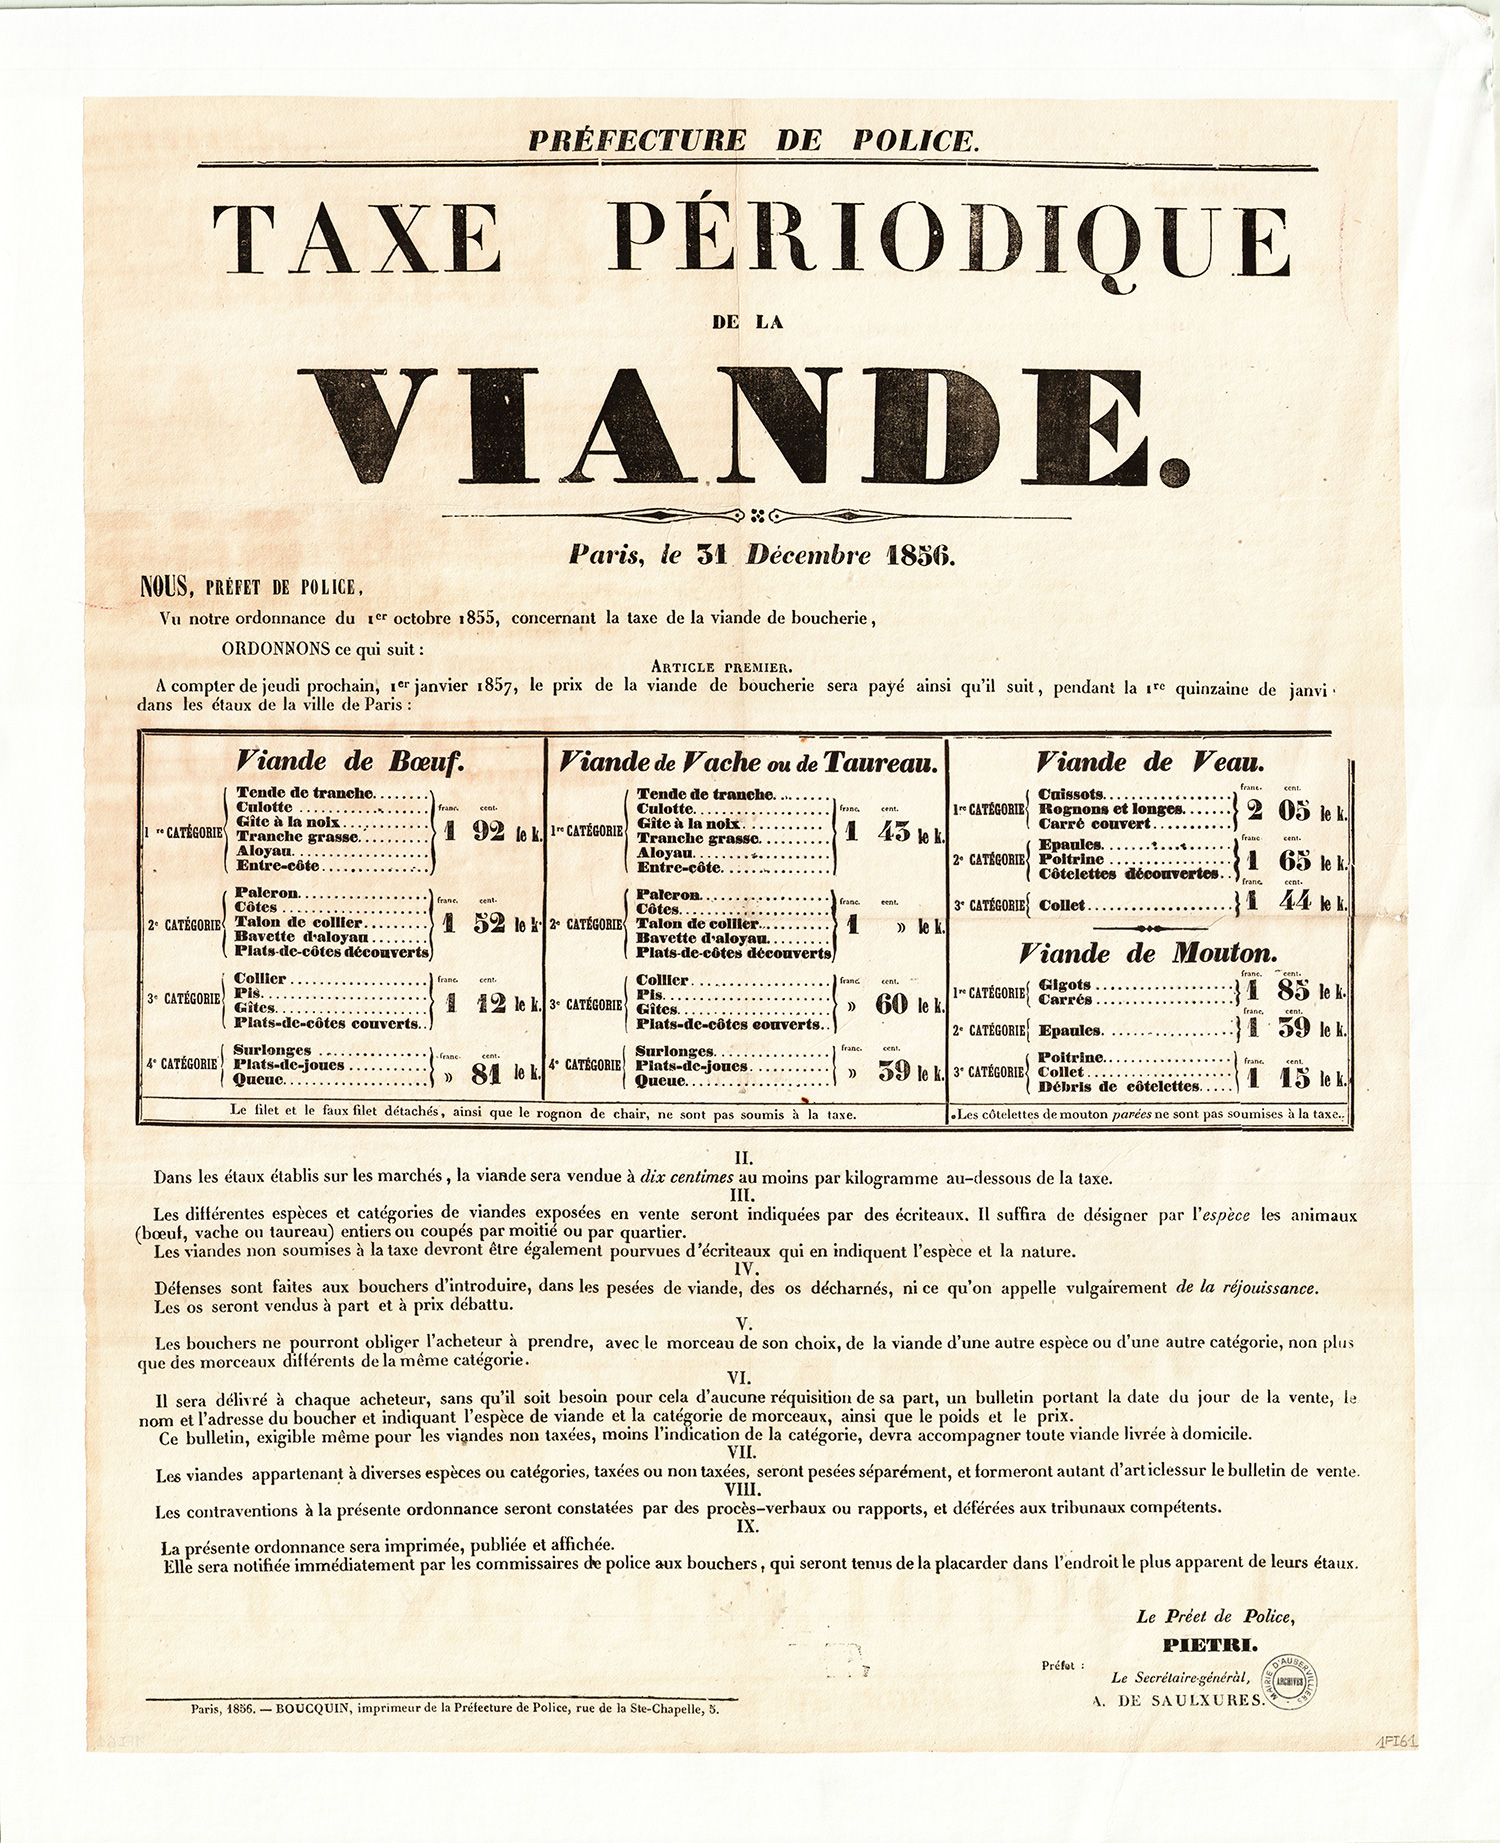 PRÉFECTURE DE POLICE.
TAXE PÉRIODIQUE
DE LA
VIANDE.
Paris, le 31 Décembre 1856.
NOUS, PRÉFET DE POLICE,
Vu notre ordonnance du 1er octobre 1855, concernant la taxe de la viande de boucherie,
ORDONNONS ce qui suit :
ARTICLE PREMIER.
A compter de jeudi prochain, 1er janvier 1857, le prix de la viande de boucherie sera payé ainsi qu'il suit, pendant la 1re quinzaine de janvi
dans les étaux de la ville de Paris :
Viande de Bœuf.
1re CATÉGORIE
Tende de tranche
Culotte
Gîte à la noix
Tranche grasse
Aloyau
Entre-côte
franc. cent.
1 92 le k.
2e CATÉGORIE
Paleron
Côtes
Talon de collier
Bavette d'aloyau
Plats-de-côtes découverts
franc. cent.
1 52 le k.
3e CATÉGORIE
Collier
Pis
Gîtes
Plats-de-côtes couverts
franc. cent.
1 12 le k.
4e CATÉGORIE
Surlonges
Plats-de-joues
Queue
franc. cent.
» 81 le k.
Viande de Vache ou de Taureau.
1re CATÉGORIE
Tende de tranche
Culotte
Gîte à la noix
Tranche grasse
Aloyau
Entre-côte
franc. cent.
1 43 le k.
2e CATÉGORIE
Paleron
Côtes
Talon de collier
Bavette d'aloyau
Plats-de-côtes découverts
franc. cent.
1 » le k.
3e CATÉGORIE
Collier
Pis
Gîtes
Plats-de-côtes couverts
franc. cent.
» 60 le k.
4e CATÉGORIE
Surlonges
Plats-de-joues
Queue
franc. cent.
» 39 le k.
Le filet et le faux filet détachés, ainsi que le rognon de chair, ne sont pas soumis à la taxe.
Viande de Veau.
1re CATÉGORIE
Cuissots
Rognons et longes
Carré couvert
franc. cent.
2 05 le k.
2e CATÉGORIE
Epaules
Poitrine
Côtelettes découvertes
franc. cent.
1 65 le k.
3e CATÉGORIE
Collet
franc. cent.
1 44 le k.
Viande de Mouton.
1re CATÉGORIE
Gigots
Carrés
franc. cent.
1 85 le k.
2e CATÉGORIE
Epaules
franc. cent.
1 39 le k.
3e CATÉGORIE
Poitrine
Collet
Débris de côtelettes
franc. cent.
1 15 le k.
Les côtelettes de mouton parées ne sont pas soumises à la taxe.
II.
Dans les étaux établis sur les marchés, la viande sera vendue à dix centimes au moins par kilogramme au-dessous de la taxe.
III.
Les différentes espèces et catégories de viandes exposées en vente seront indiquées par des écriteaux. Il suffira de désigner par l'espèce les animaux
(bœuf, vache ou taureau) entiers ou coupés par moitié ou par quartier.
Les viandes non soumises à la taxe devront être également pourvues d'écriteaux qui en indiquent l'espèce et la nature.
IV.
Défenses sont faites aux bouchers d'introduire, dans les pesées de viande, des os décharnés, ni ce qu'on appelle vulgairement de la réjouissance.
Les os seront vendus à part et à prix débattu.
V.
Les bouchers ne pourront obliger l'acheteur à prendre, avec le morceau de son choix, de la viande d'une autre espèce ou d'une autre catégorie, non plus
que des morceaux différents de la même catégorie.
VI.
Il sera délivré à chaque acheteur, sans qu'il soit besoin pour cela d'aucune réquisition de sa part, un bulletin portant la date du jour de la vente, le
nom et l'adresse du boucher et indiquant l'espèce de viande et la catégorie de morceaux, ainsi que le poids et le prix.
Ce bulletin, exigible même pour les viandes non taxées, moins l'indication de la catégorie, devra accompagner toute viande livrée à domicile.
VII.
Les viandes appartenant à diverses espèces ou catégories, taxées ou non taxées, seront pesées séparément, et formeront autant d'articlessur le bulletin de vente.
VIII.
Les contraventions à la présente ordonnance seront constatées par des procès-verbaux ou rapports, et déférées aux tribunaux compétents.
IX.
La présente ordonnance sera imprimée, publiée et affichée.
Elle sera notifiée immédiatement par les commissaires de police aux bouchers, qui seront tenus de la placarder dans l'endroit le plus apparent de leurs étaux.
Le Préet de Police,
PIETRI.
Préfet :
Le Secrétaire-général,
A. DE SAULXURES.
MAIRIE D'AUBERVILLIERS
ARCHIVES
Paris, 1856. — BOUCQUIN, imprimeur de la Préfecture de Police, rue de la Ste-Chapelle, 5.
1FI61